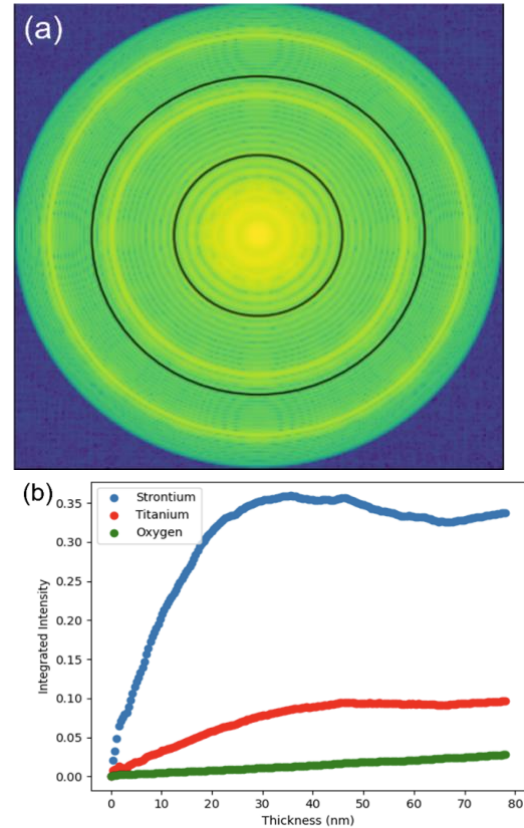 (a)
(b)
Strontium
Titanium
Oxygen
0.35
0.30
0.25
0.20
0.15
0.10
0.05
0.00
Integrated Intensity
0 10 20 30 40 50 60 70 80
Thickness (nm)